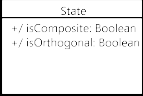 State
+/ isComposite: Boolean
+/ isOrthogonal: Boolean